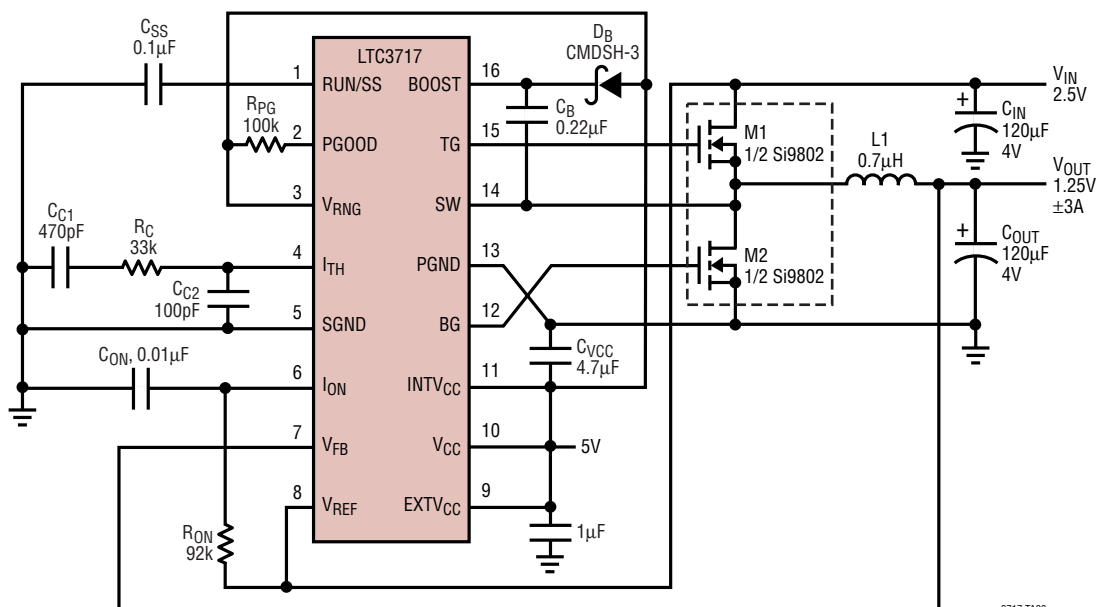 CSS
0.1µF
DB
CMDSH-3
LTC3717
1
RUN/SS
BOOST
16
RPG
100k
2
PGOOD
TG
15
CB
0.22µF
M1
1/2 Si9802
L1
0.7µH
VIN
2.5V
+
CIN
120µF
4V
VOUT
1.25V
±3A
3
VRNG
SW
14
CC1
470pF
RC
33k
4
ITH
PGND
13
M2
1/2 Si9802
+
COUT
120µF
4V
CC2
100pF
5
SGND
BG
12
CON, 0.01µF
6
ION
INTVCC
11
CVCC
4.7µF
7
VFB
VCC
10
5V
8
VREF
EXTVCC
9
1µF
RON
92k